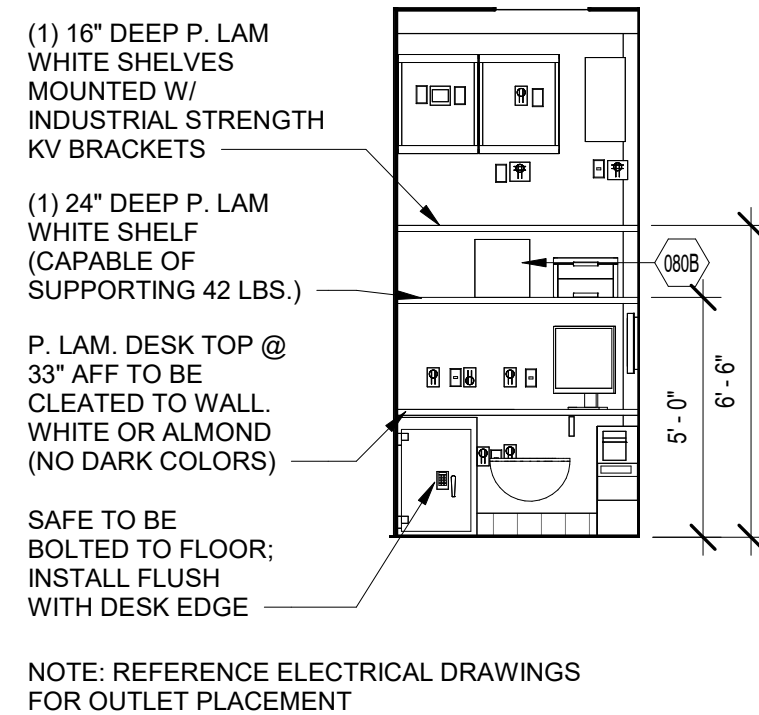 (1) 16" DEEP P. LAM
WHITE SHELVES
MOUNTED W/
INDUSTRIAL STRENGTH
KV BRACKETS
(1) 24" DEEP P. LAM
WHITE SHELF
(CAPABLE OF
SUPPORTING 42 LBS.)
P. LAM. DESK TOP @
33" AFF TO BE
CLEATED TO WALL.
WHITE OR ALMOND
(NO DARK COLORS)
SAFE TO BE
BOLTED TO FLOOR;
INSTALL FLUSH
WITH DESK EDGE
080B
5' - 0"
6' - 6"
NOTE: REFERENCE ELECTRICAL DRAWINGS
FOR OUTLET PLACEMENT